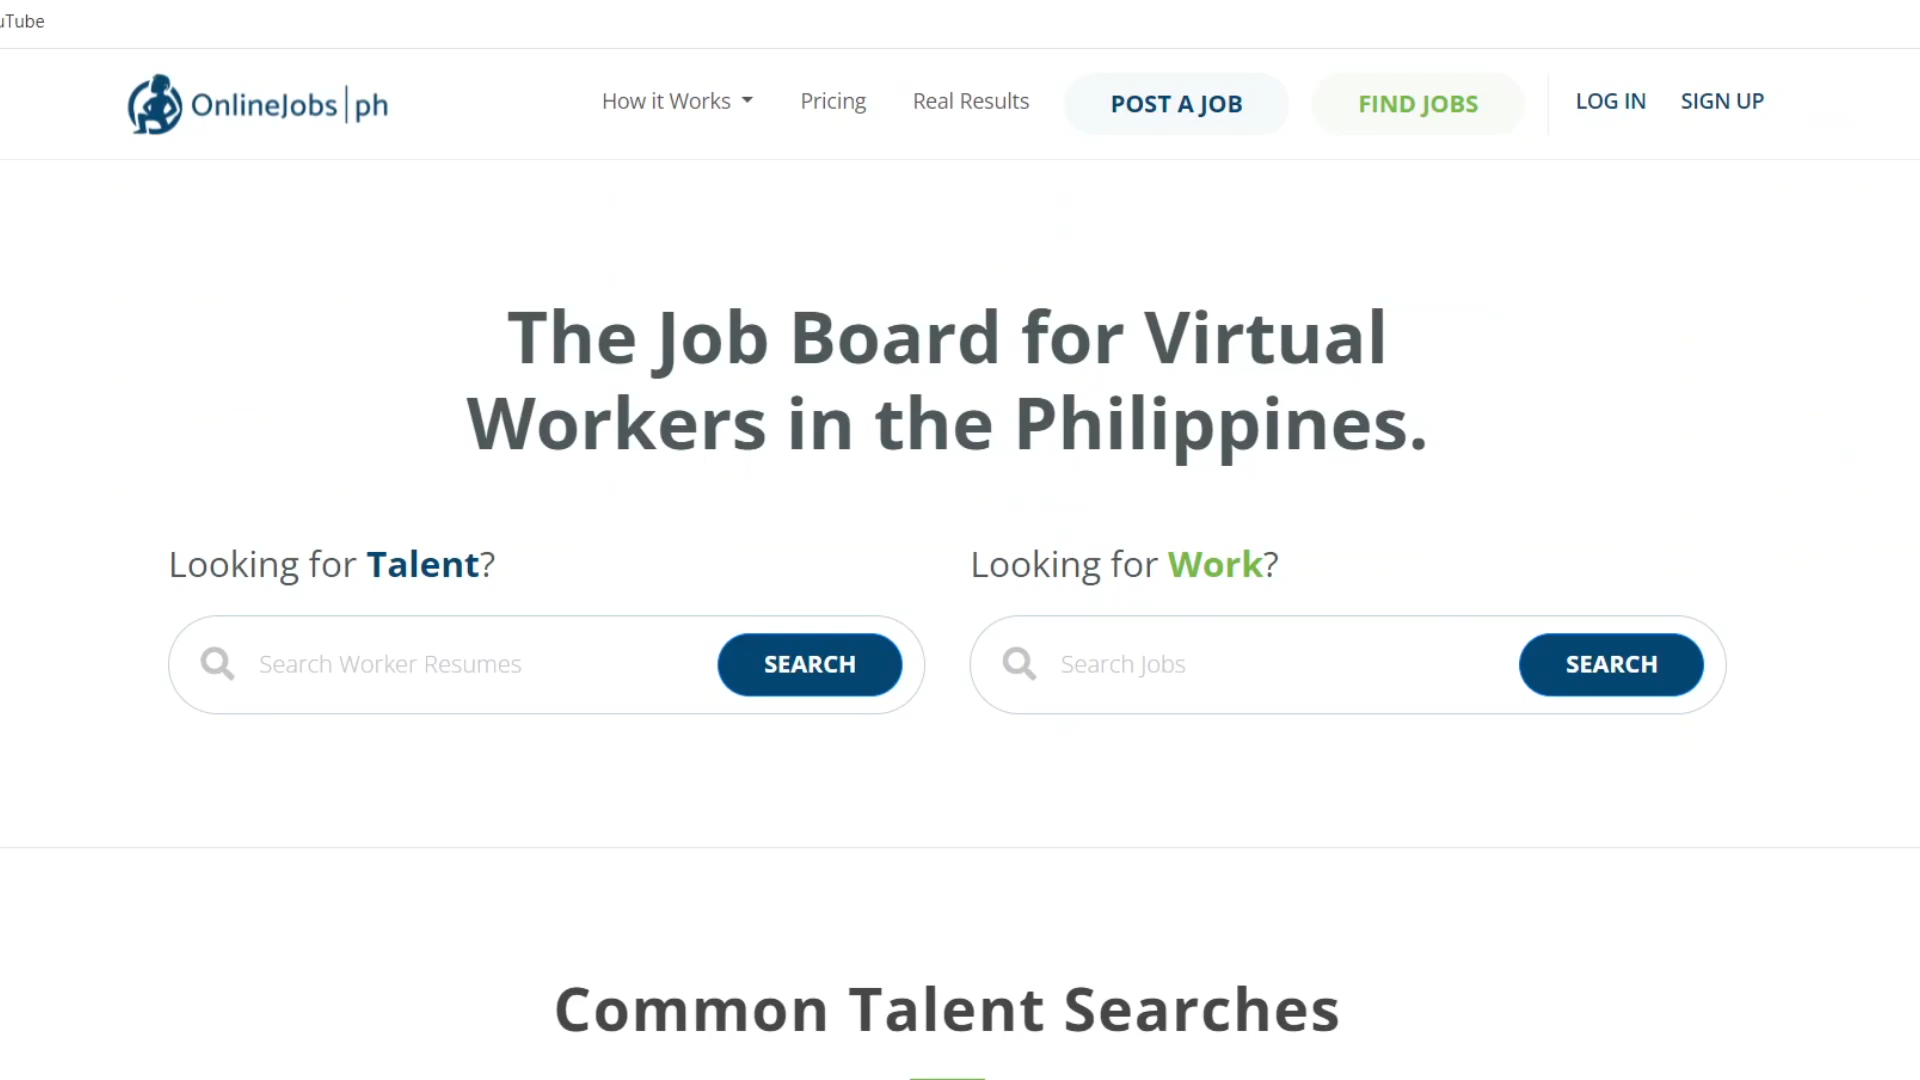 uTube
OnlineJobs|ph
How it Works
Pricing
Real Results
POST A JOB
FIND JOBS
LOG IN
SIGN UP
The Job Board for Virtual
Workers in the Philippines.
Looking for Talent?
Search Worker Resumes
SEARCH
Looking for Work?
Search Jobs
SEARCH
Common Talent Searches